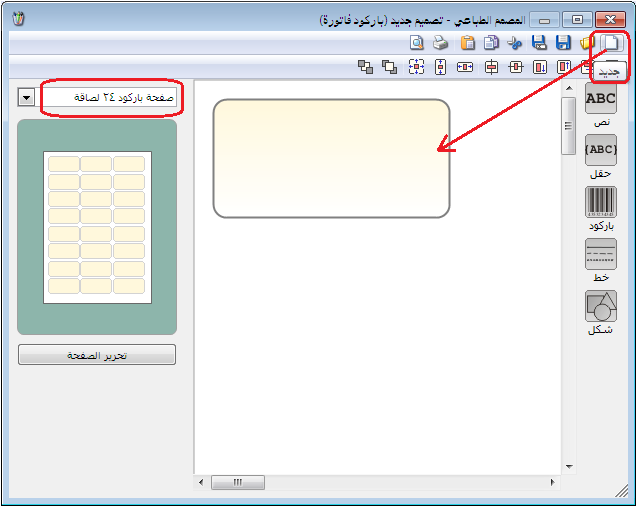 المصمم الطباعي - تصميم جديد (باركود فاتورة)
جديد
صفحة باركود ٢٤ لصاقة
ABC
نص
{ABC}
حقل
باركود
خط
شكل
تحرير الصفحة